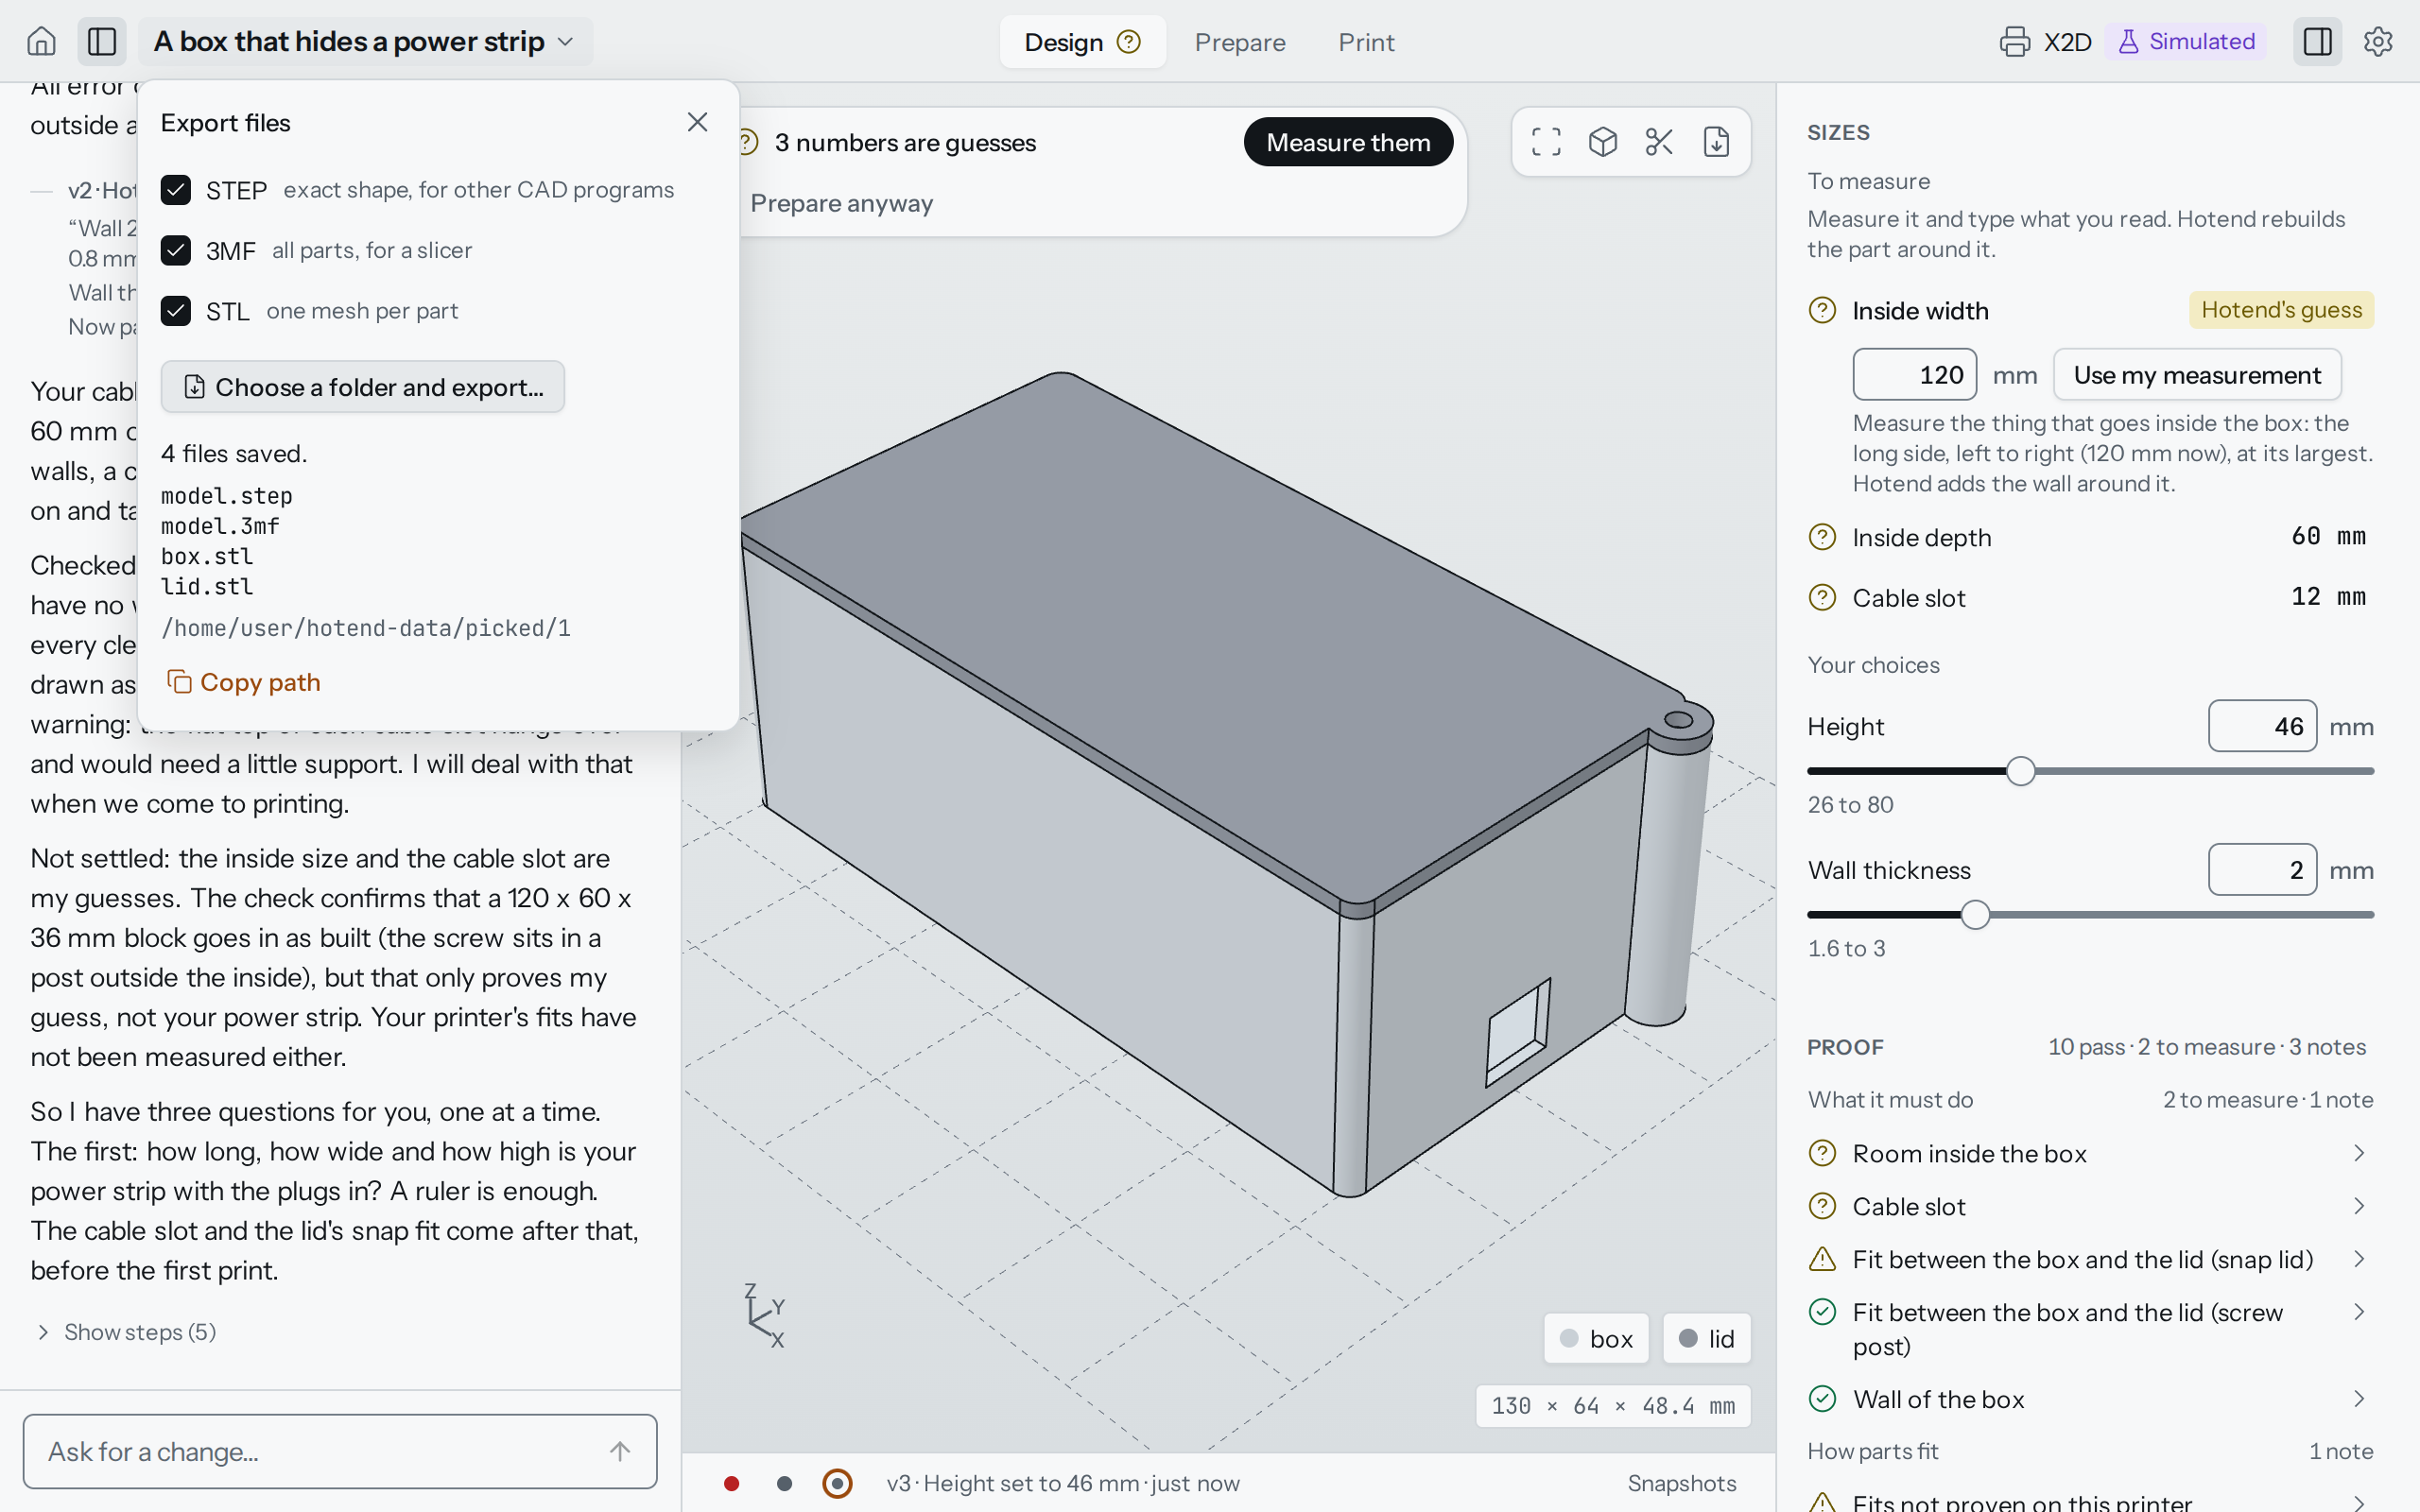 A box that hides a power strip
Design
Prepare
Print
X2D
Simulated
outside a
v2 · Hot
“Wall 2
0.8 mm
Wall th
Now pa
Your cabl
60 mm
walls, a c
on and ta
Checked
have no
every cle
drawn as
warning:
and would need a little support. I will deal with that
when we come to printing.
Not settled: the inside size and the cable slot are
my guesses. The check confirms that a 120 x 60 x
36 mm block goes in as built (the screw sits in a
post outside the inside), but that only proves my
guess, not your power strip. Your printer's fits have
not been measured either.
So I have three questions for you, one at a time.
The first: how long, how wide and how high is your
power strip with the plugs in? A ruler is enough.
The cable slot and the lid's snap fit come after that,
before the first print.
Show steps (5)
Ask for a change...
Export files
STEP exact shape, for other CAD programs
3MF all parts, for a slicer
STL one mesh per part
Choose a folder and export...
4 files saved.
model.step
model.3mf
box.stl
lid.stl
/home/user/hotend-data/picked/1
Copy path
3 numbers are guesses
Measure them
Prepare anyway
Z
Y
X
box
lid
130 × 64 × 48.4 mm
v3 · Height set to 46 mm · just now
Snapshots
SIZES
To measure
Measure it and type what you read. Hotend rebuilds
the part around it.
Inside width
Hotend's guess
120 mm
Use my measurement
Measure the thing that goes inside the box: the
long side, left to right (120 mm now), at its largest.
Hotend adds the wall around it.
Inside depth 60 mm
Cable slot 12 mm
Your choices
Height 46 mm
26 to 80
Wall thickness 2 mm
1.6 to 3
PROOF 10 pass · 2 to measure · 3 notes
What it must do 2 to measure · 1 note
Room inside the box
Cable slot
Fit between the box and the lid (snap lid)
Fit between the box and the lid (screw
post)
Wall of the box
How parts fit 1 note
Fits not proven on this printer